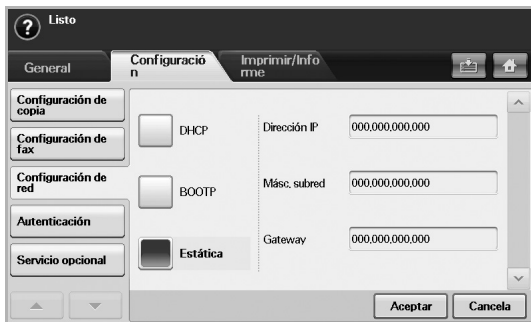 Listo
General
Configuració
n
Imprimir/Info
rme
Configuración de
copia
Configuración de
fax
Configuración de
red
Autenticación
Servicio opcional
DHCP
BOOTP
Estática
Dirección IP
000,000,000,000
Másc. subred
000,000,000,000
Gateway
000,000,000,000
Aceptar
Cancela